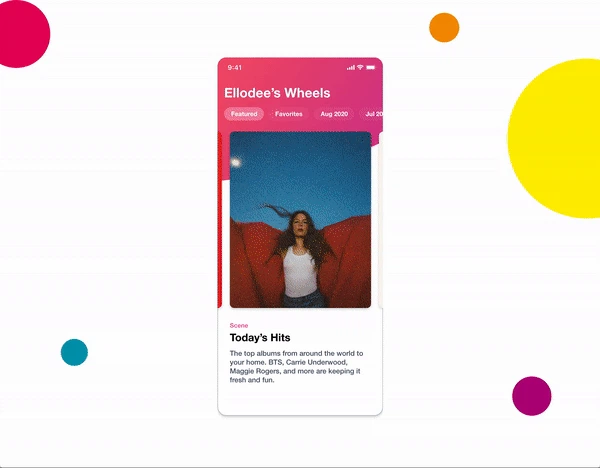 9:41
Ellodee's Wheels
Featured Favorites Aug 2020 Jul 20
Scene
Today's Hits
The top albums from around the world to
your home. BTS, Carrie Underwood,
Maggie Rogers, and more are keeping it
fresh and fun.